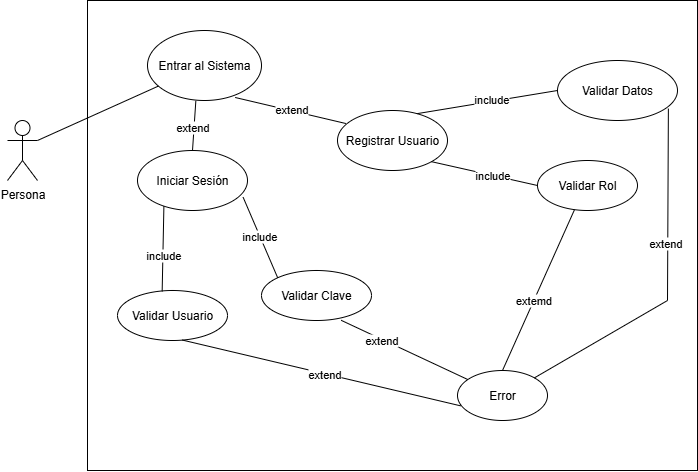 Entrar al Sistema
Validar Datos
include
extend
extend
Registrar Usuario
Persona
Iniciar Sesión
include
Validar Rol
include
include
extend
Validar Usuario
Validar Clave
extemd
extend
extend
Error